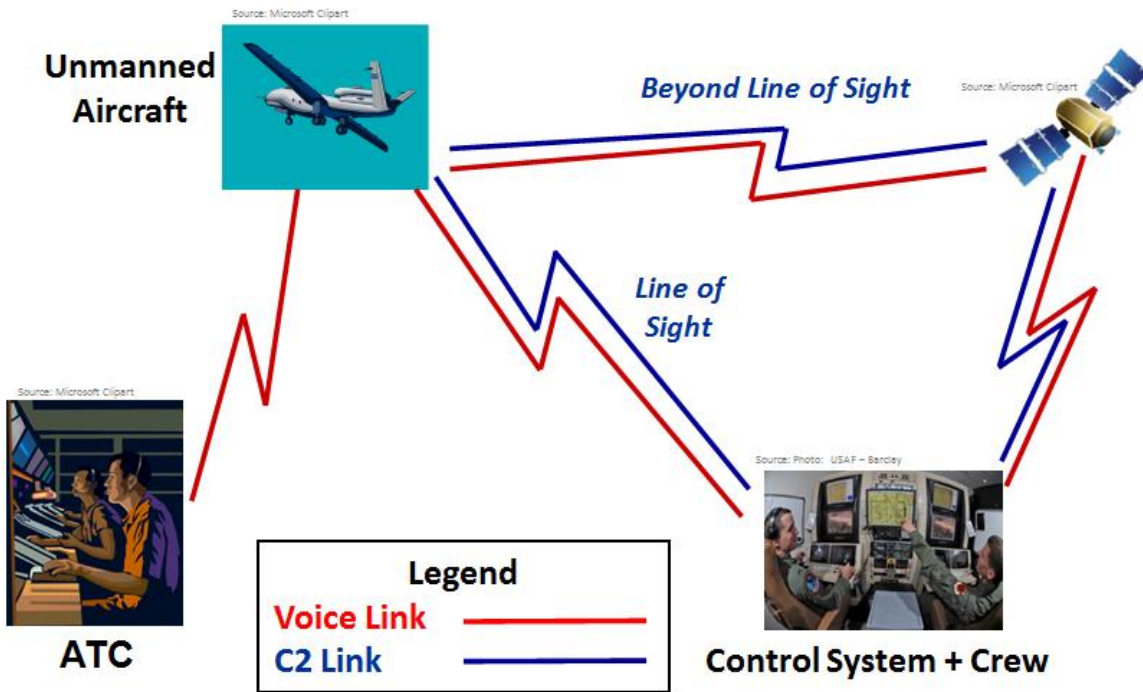 Source: Microsoft Clipart
Unmanned
Aircraft
Beyond Line of Sight
Source: Microsoft Clipart
Line of
Sight
Source: Microsoft Clipart
Source: Photo: USAF – Barclay
Legend
Voice Link
C2 Link
ATC
Control System + Crew